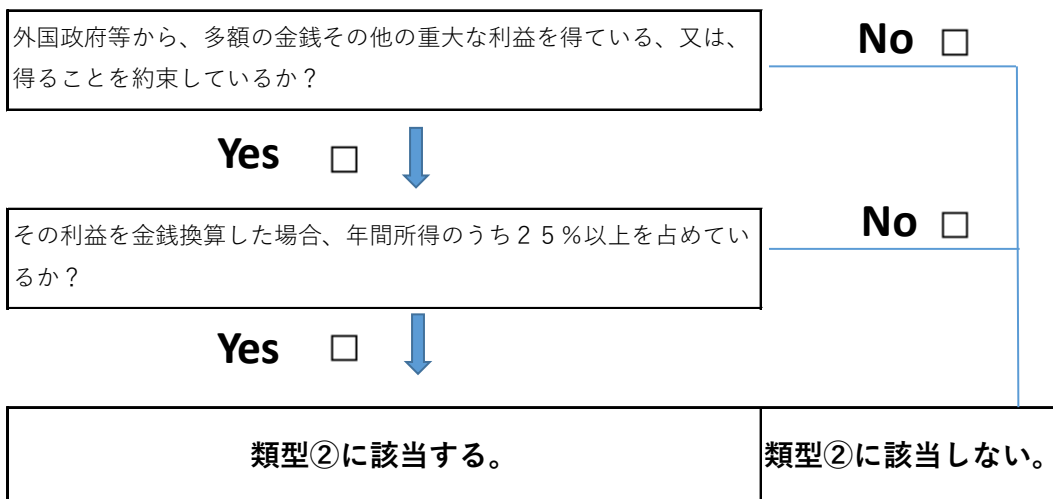 外国政府等から、多額の金銭その他の重大な利益を得ている、又は、
得ることを約束しているか？
No □
Yes □
その利益を金銭換算した場合、年間所得のうち２５％以上を占めてい
るか？
No □
Yes □
類型②に該当する。
類型②に該当しない。